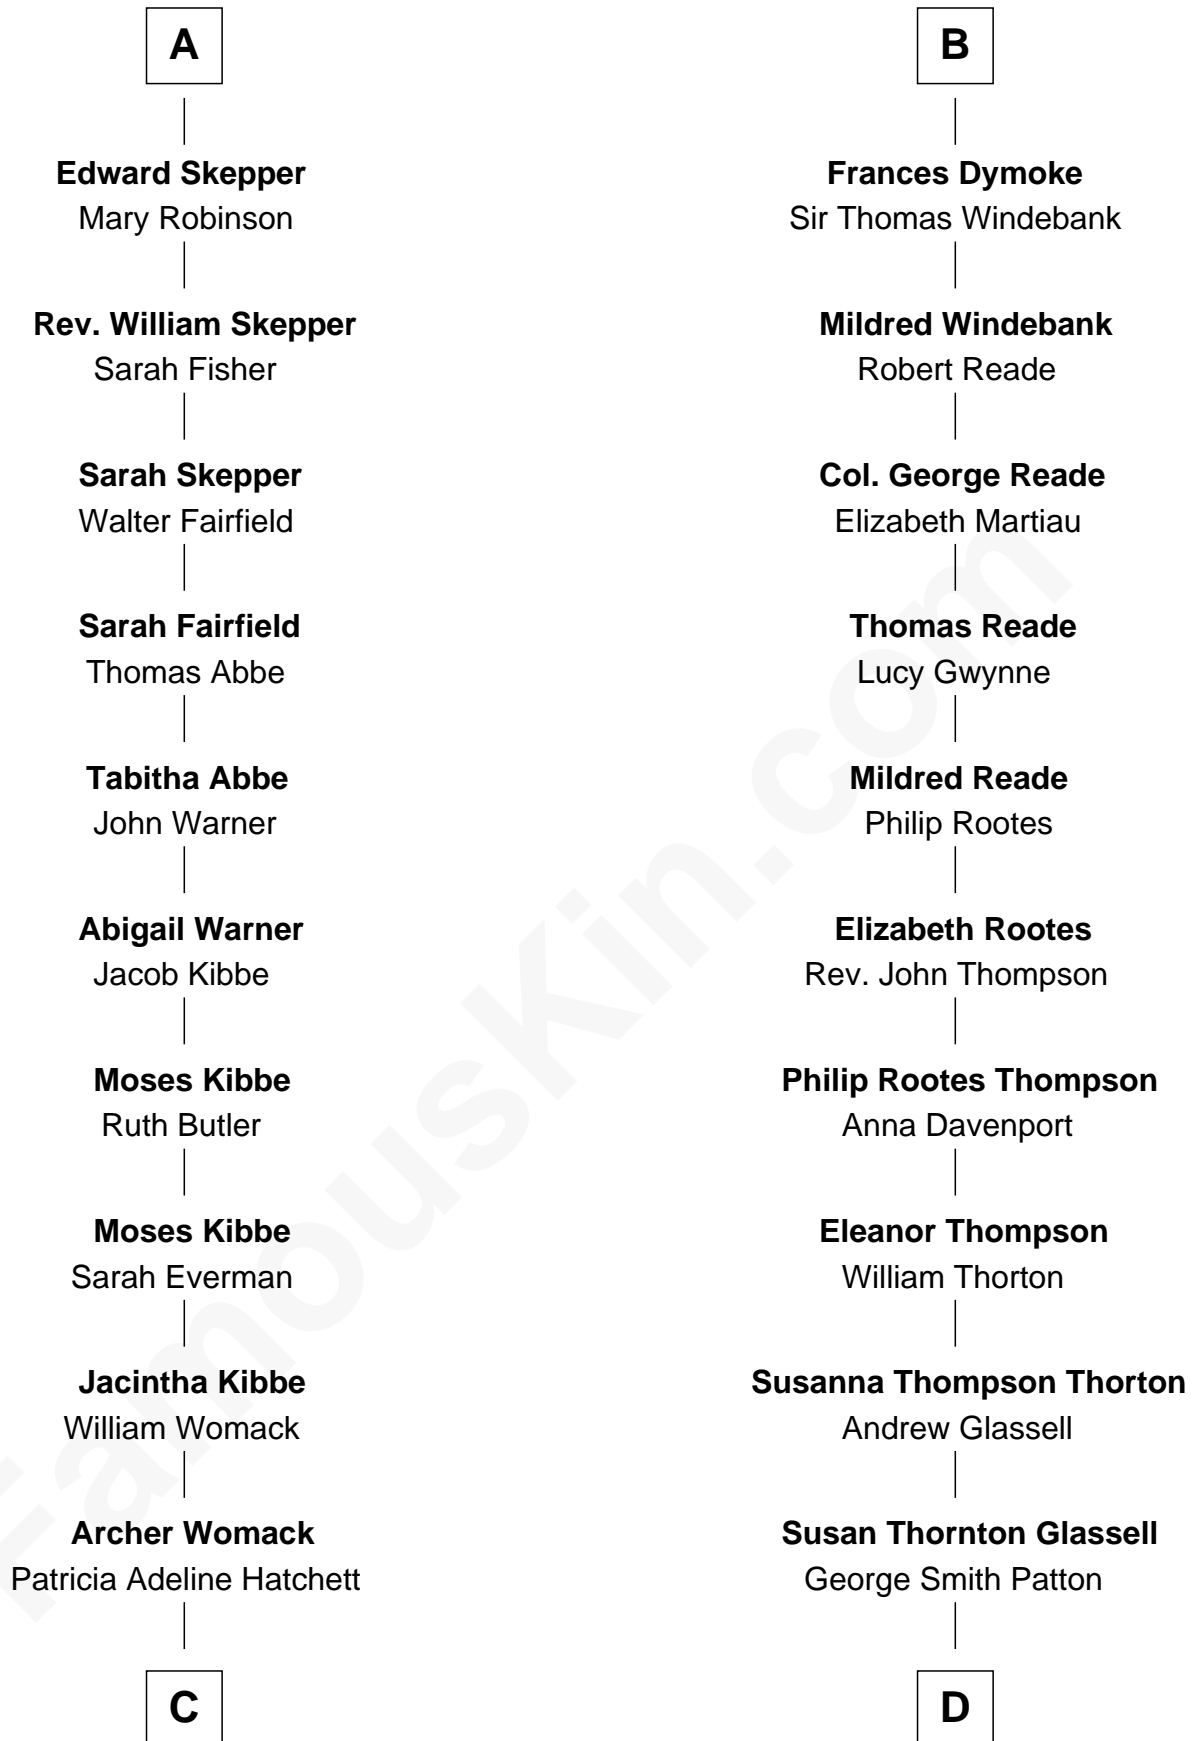 A
Edward Skepper
Mary Robinson
Rev. William Skepper
Sarah Fisher
Sarah Skepper
Walter Fairfield
Sarah Fairfield
Thomas Abbe
Tabitha Abbe
John Warner
Abigail Warner
Jacob Kibbe
Moses Kibbe
Ruth Butler
Moses Kibbe
Sarah Everman
Jacintha Kibbe
William Womack
Archer Womack
Patricia Adeline Hatchett
C
B
Frances Dymoke
Sir Thomas Windebank
Mildred Windebank
Robert Reade
Col. George Reade
Elizabeth Martiau
Thomas Reade
Lucy Gwynne
Mildred Reade
Philip Rootes
Elizabeth Rootes
Rev. John Thompson
Philip Rootes Thompson
Anna Davenport
Eleanor Thompson
William Thorton
Susanna Thompson Thorton
Andrew Glassell
Susan Thornton Glassell
George Smith Patton
D
FamousKin.com